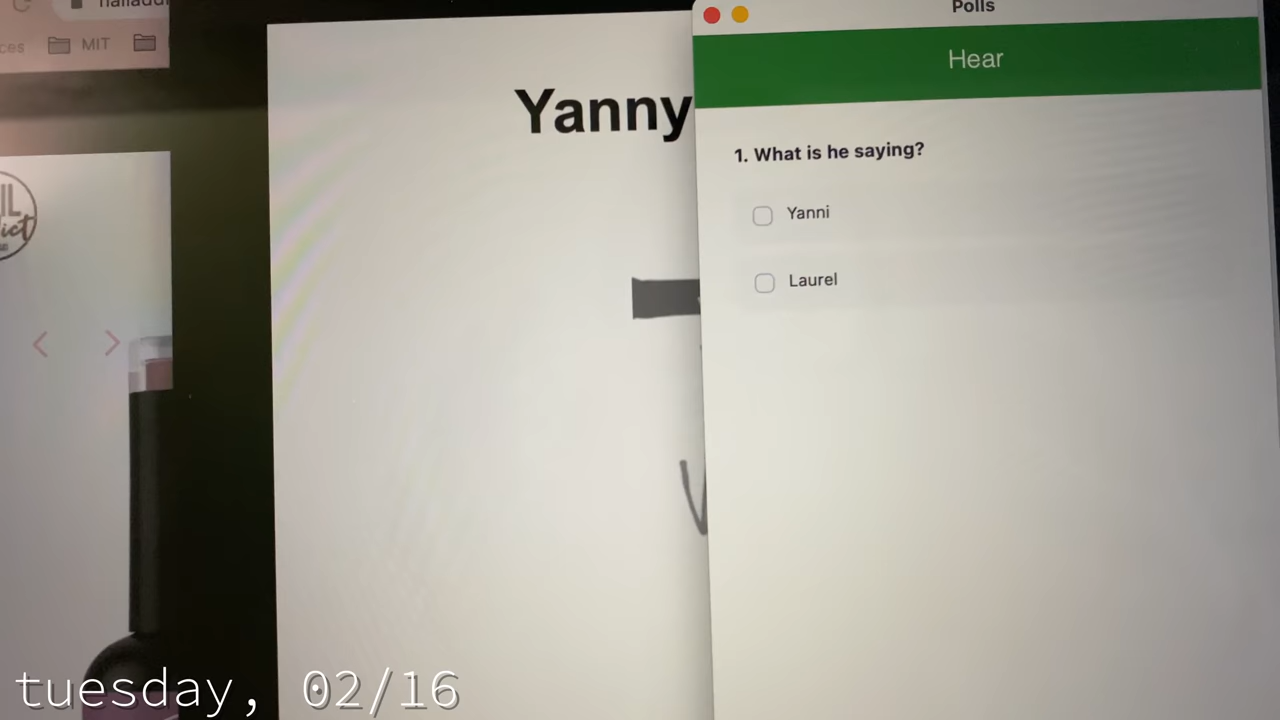 MIT
Yanny
Polls
Hear
1. What is he saying?
Yanni
Laurel
tuesday, 02/16